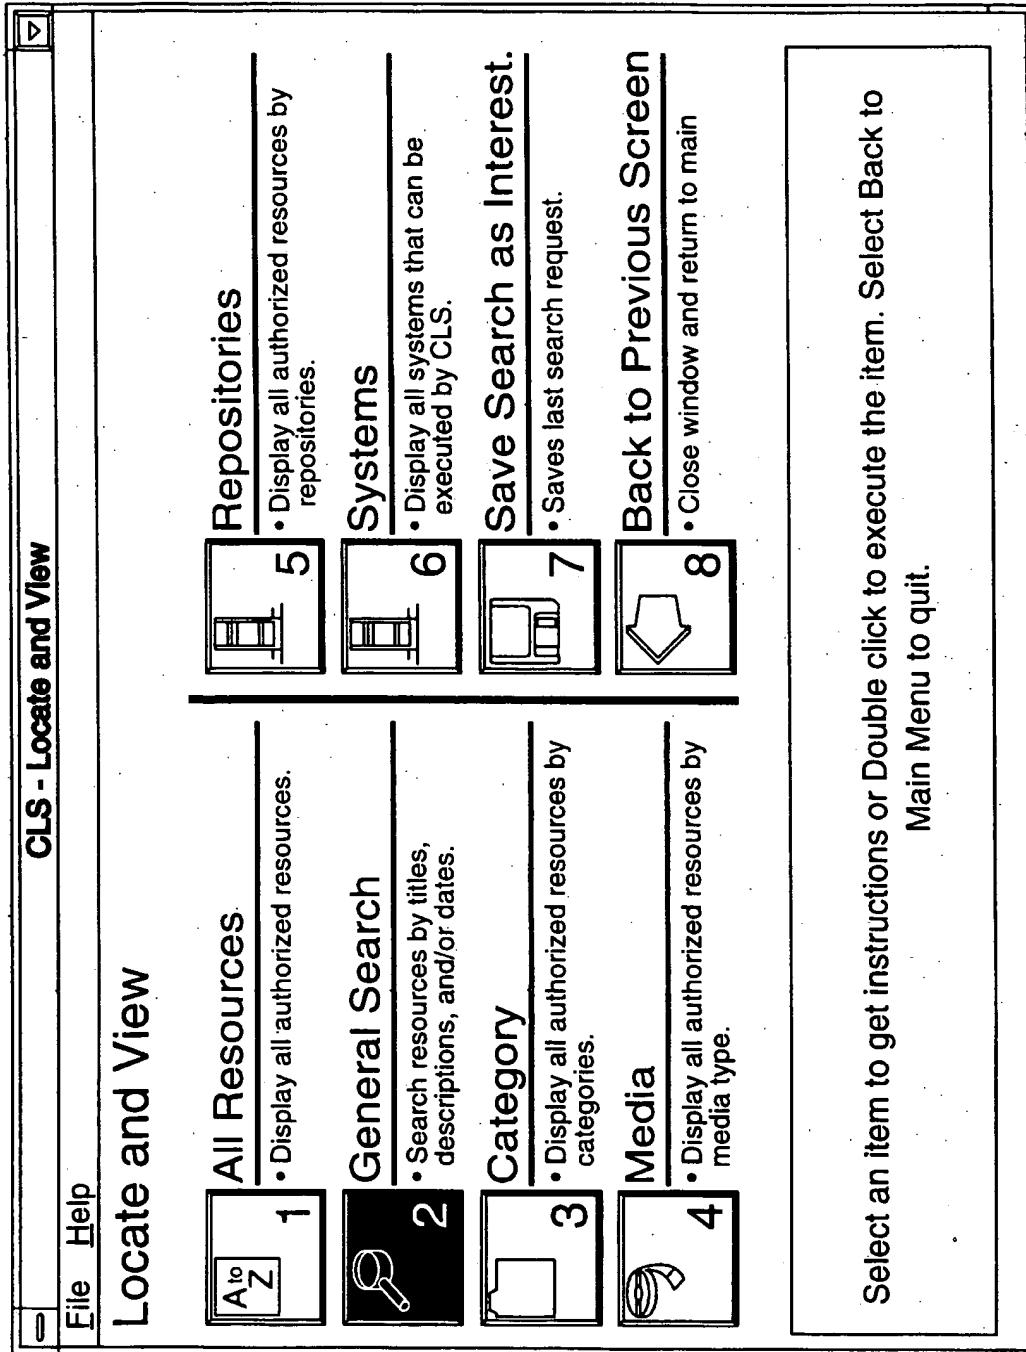 CLS - Locate and View
File Help
Locate and View
All Resources
A to Z
1
• Display all authorized resources.
General Search
2
• Search resources by titles,
descriptions, and/or dates.
Category
3
• Display all authorized resources by
categories.
Media
4
• Display all authorized resources by
media type.
Repositories
5
• Display all authorized resources by
repositories.
Systems
6
• Display all systems that can be
executed by CLS.
Save Search as Interest.
7
• Saves last search request.
Back to Previous Screen
8
• Close window and return to main
Select an item to get instructions or Double click to execute the item. Select Back to
Main Menu to quit.